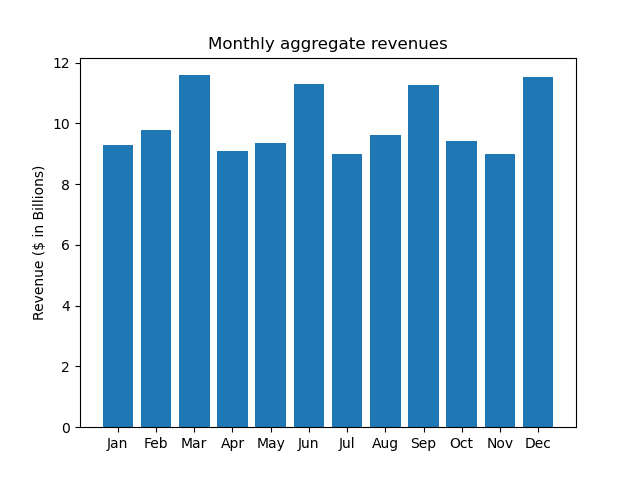 Monthly aggregate revenues
Revenue ($ in Billions)
12
10
8
6
4
2
0
Jan Feb Mar Apr May Jun Jul Aug Sep Oct Nov Dec